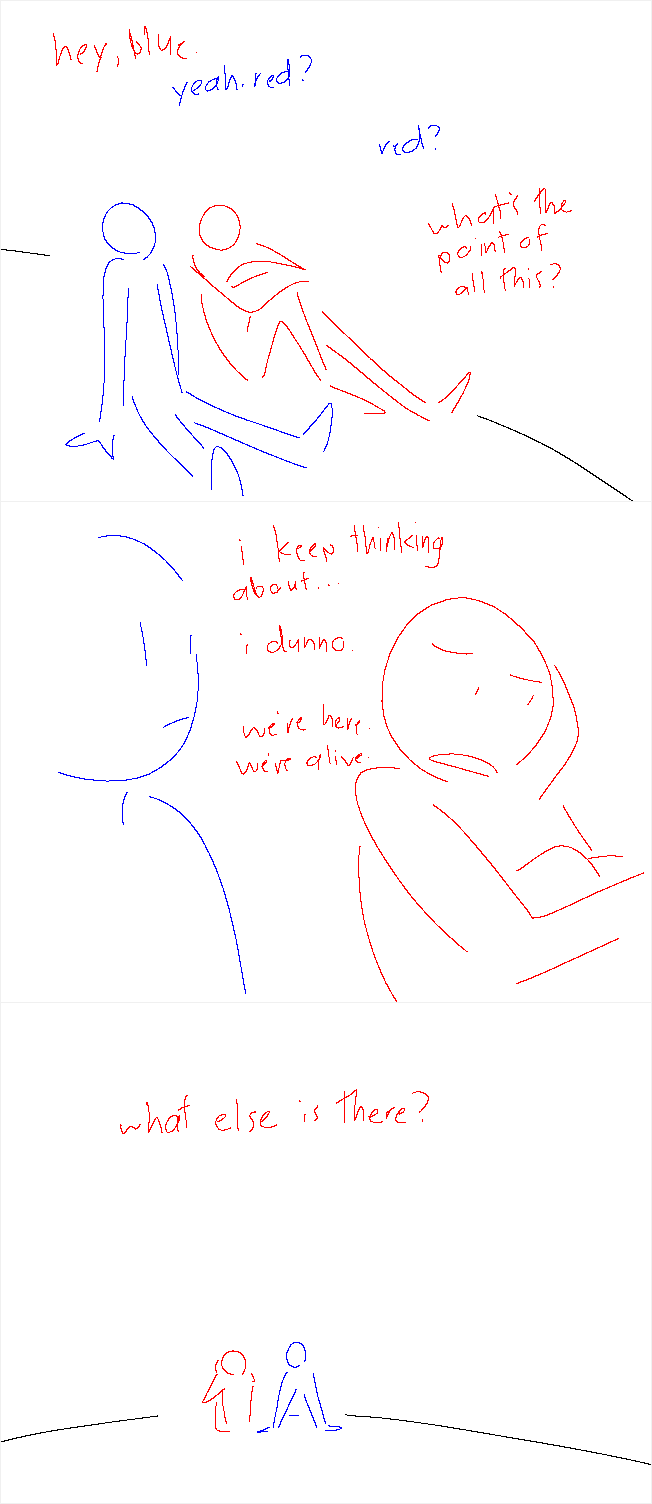 hey, blue.
yeah. red?
red?
what's the
point of
all this?
i keep thinking
about...
i dunno.
we're here.
we're alive.
what else is there?